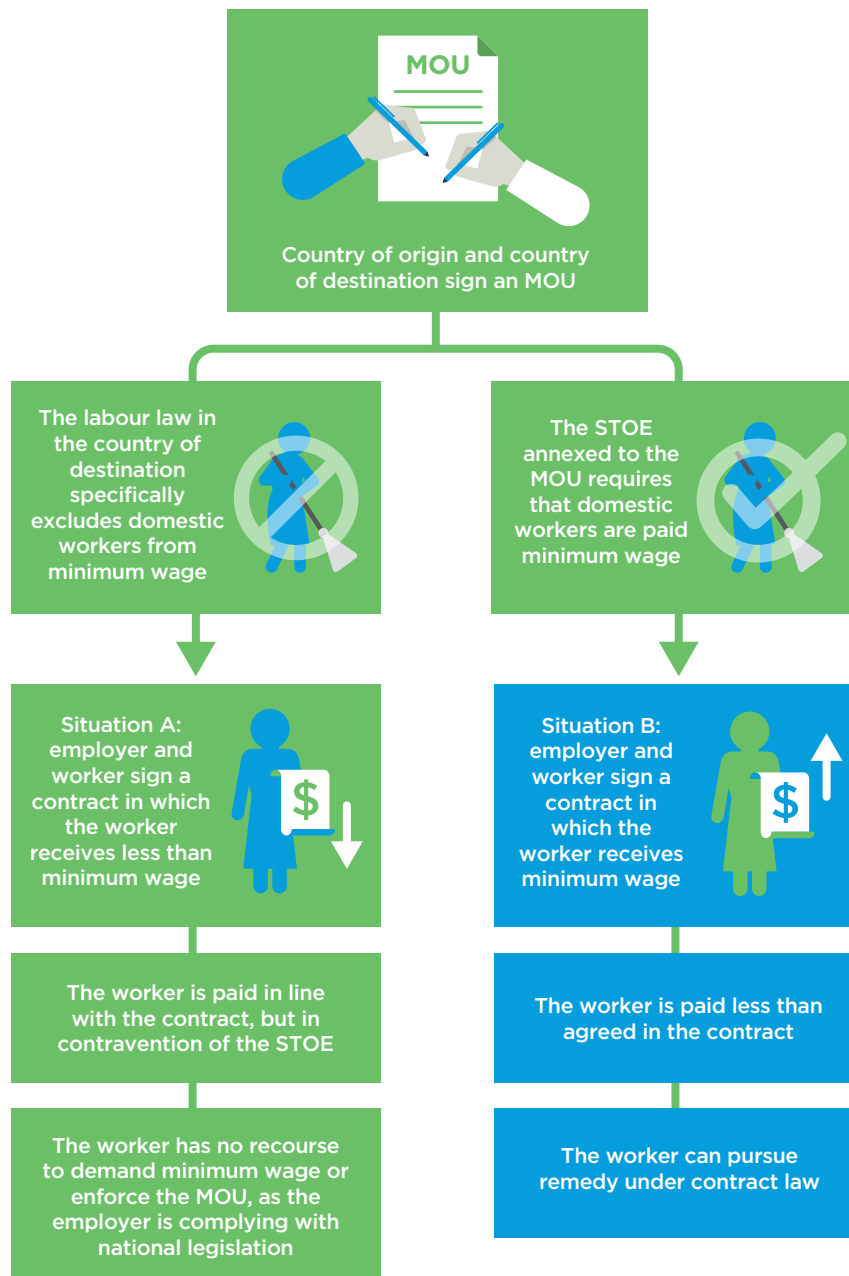 MOU
Country of origin and country
of destination sign an MOU
The labour law in
the country of
destination
specifically
excludes domestic
workers from
minimum wage
The STOE
annexed to the
MOU requires
that domestic
workers are paid
minimum wage
Situation A:
employer and
worker sign a
contract in which
the worker
receives less than
minimum wage
$
Situation B:
employer and
worker sign a
contract in
which the
worker receives
minimum wage
$
The worker is paid in line
with the contract, but in
contravention of the STOE
The worker is paid less than
agreed in the contract
The worker has no recourse
to demand minimum wage or
enforce the MOU, as the
employer is complying with
national legislation
The worker can pursue
remedy under contract law